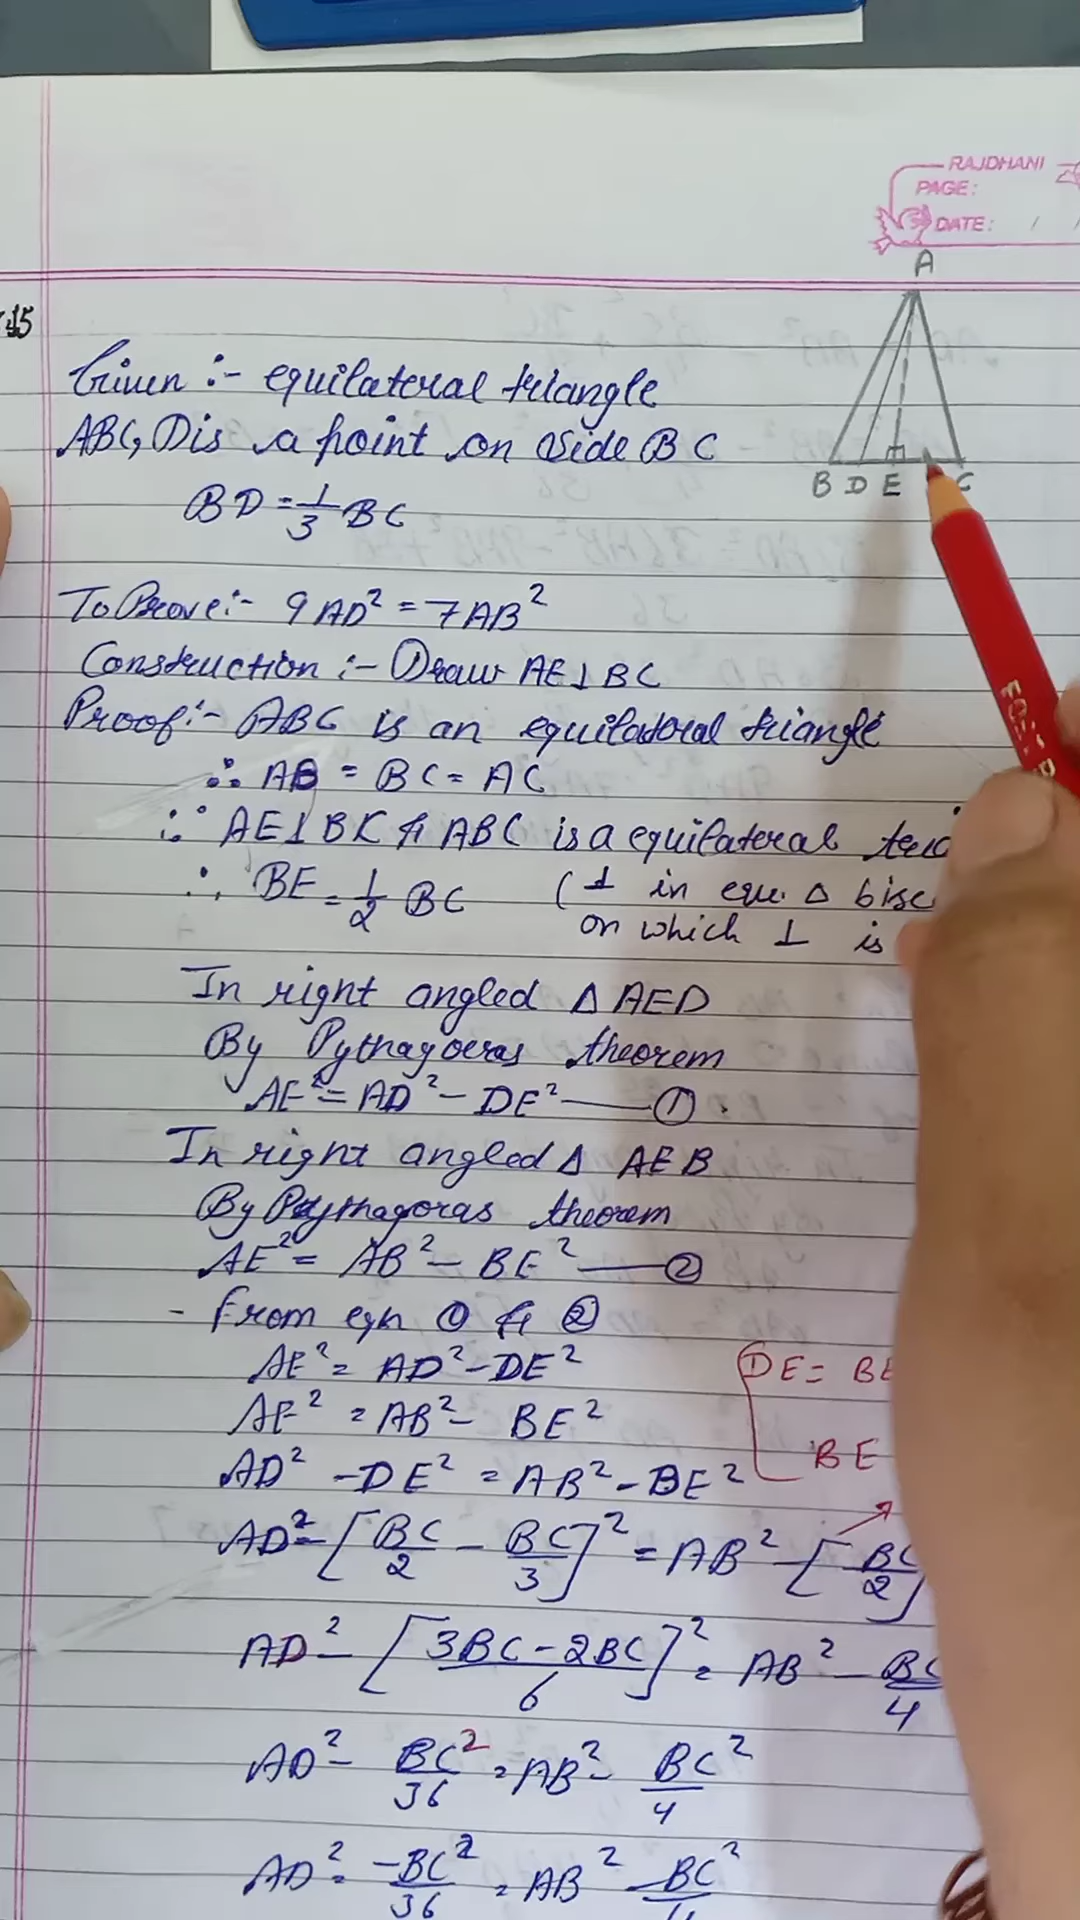 RAJDHANI
PAGE:
DATE: / /
15
A
B D E C
Given :- equilateral triangle
ABC, D is a point on side BC
BD = 1/3 BC
To Prove:- 9AD² = 7AB²
Construction :- Draw AE⊥BC
Proof:- ABC is an equilateral triangle
∴ AB = BC = AC
∵ AE⊥BC & ABC is a equilateral
∴ BE = 1/2 BC (⊥ in equ. Δ
on which ⊥ is
In right angled Δ AED
By Pythagoeras theorem
AE² = AD² - DE² — ①
In right angled Δ AEB
By Pythagoras theorem
AE² = AB² - BE² — ②
- From eqn ① & ②
AE² = AD² - DE²
AE² = AB² - BE²
DE = BE
AD² - DE² = AB² - BE²
BE
AD² - [BC/2 - BC/3]² = AB² - [BC/2]
AD² - [3BC - 2BC/6]² = AB² - BC/4
AD² - BC²/36 = AB² - BC²/4
AD² = -BC²/36 = AB² - BC²/4